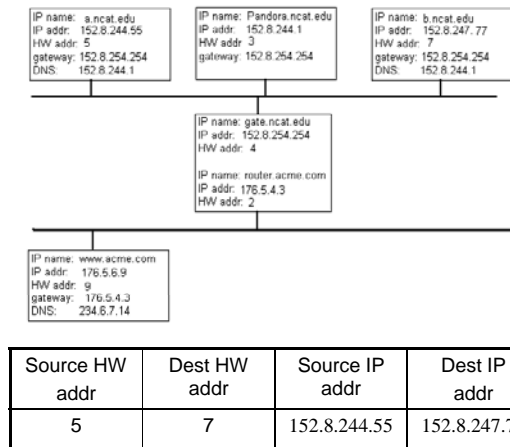 IP name: a.ncat.edu
IP addr: 152.8.244.55
HW addr: 5
gateway: 152.8.254.254
DNS: 152.8.244.1
IP name: Pandora.ncat.edu
IP addr: 152.8.244.1
HW addr: 3
gateway: 152.8.254.254
IP name: b.ncat.edu
IP addr: 152.8.247.77
HW addr: 7
gateway: 152.8.254.254
DNS: 152.8.244.1
IP name: gate.ncat.edu
IP addr: 152.8.254.254
HW addr: 4
IP name: router.acme.com
IP addr: 176.5.4.3
HW addr: 2
IP name: www.acme.com
IP addr: 176.5.6.9
HW addr: 9
gateway: 176.5.4.3
DNS: 234.6.7.14
Source HW addr
Dest HW addr
Source IP addr
Dest IP addr
5
7
152.8.244.55
152.8.247.7